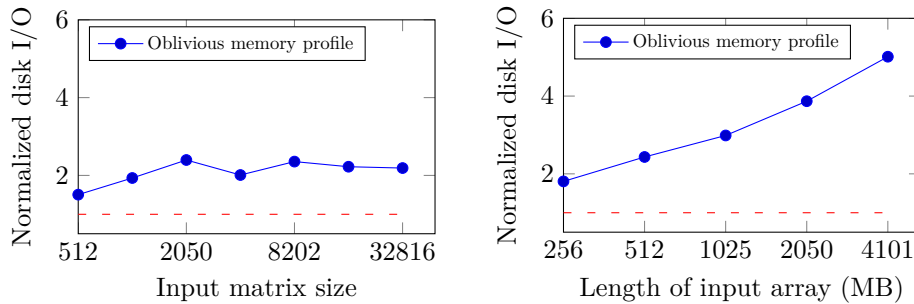 Normalized disk I/O
6
4
2
Oblivious memory profile
512
2050
8202
32816
Input matrix size
Normalized disk I/O
6
4
2
Oblivious memory profile
256
512
1025
2050
4101
Length of input array (MB)